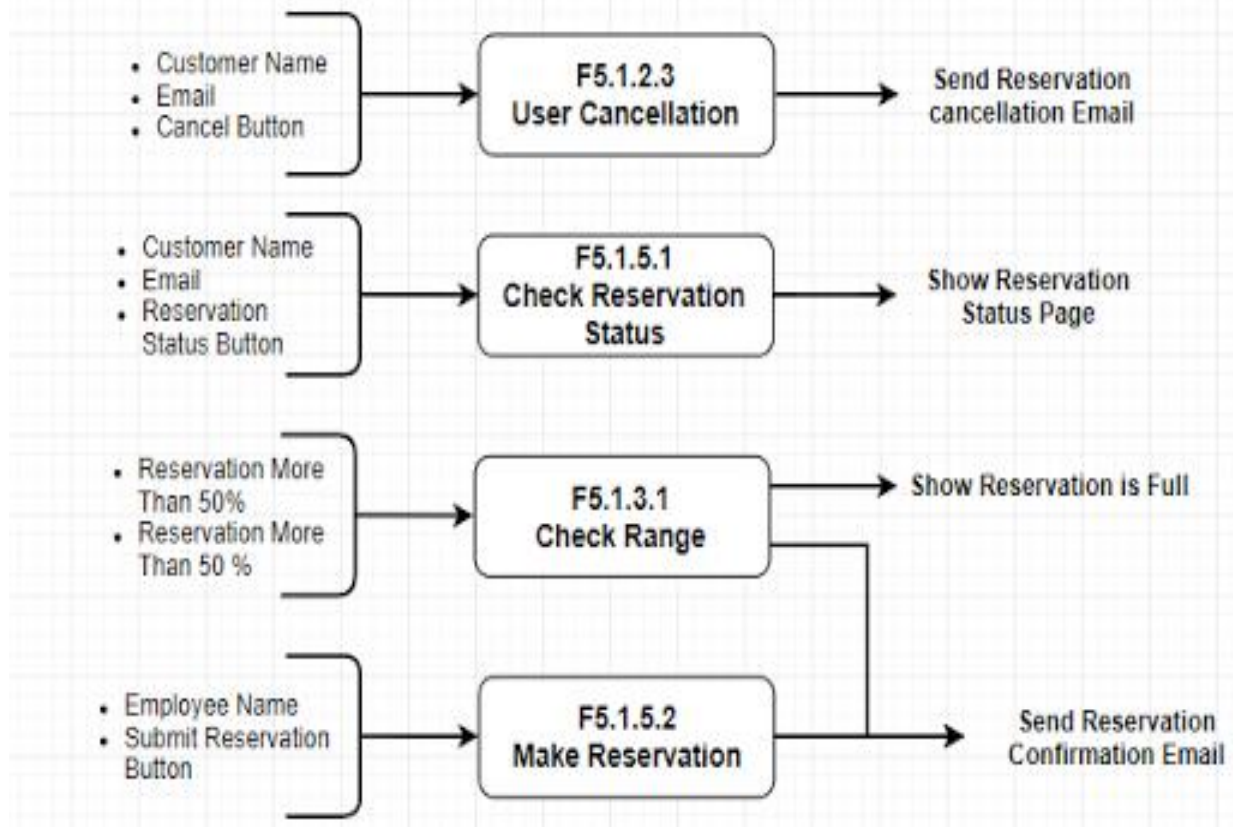 • Customer Name
• Email
• Cancel Button
F5.1.2.3
User Cancellation
Send Reservation
cancellation Email
• Customer Name
• Email
• Reservation
Status Button
F5.1.5.1
Check Reservation
Status
Show Reservation
Status Page
• Reservation More
Than 50%
• Reservation More
Than 50 %
F5.1.3.1
Check Range
Show Reservation is Full
• Employee Name
• Submit Reservation
Button
F5.1.5.2
Make Reservation
Send Reservation
Confirmation Email